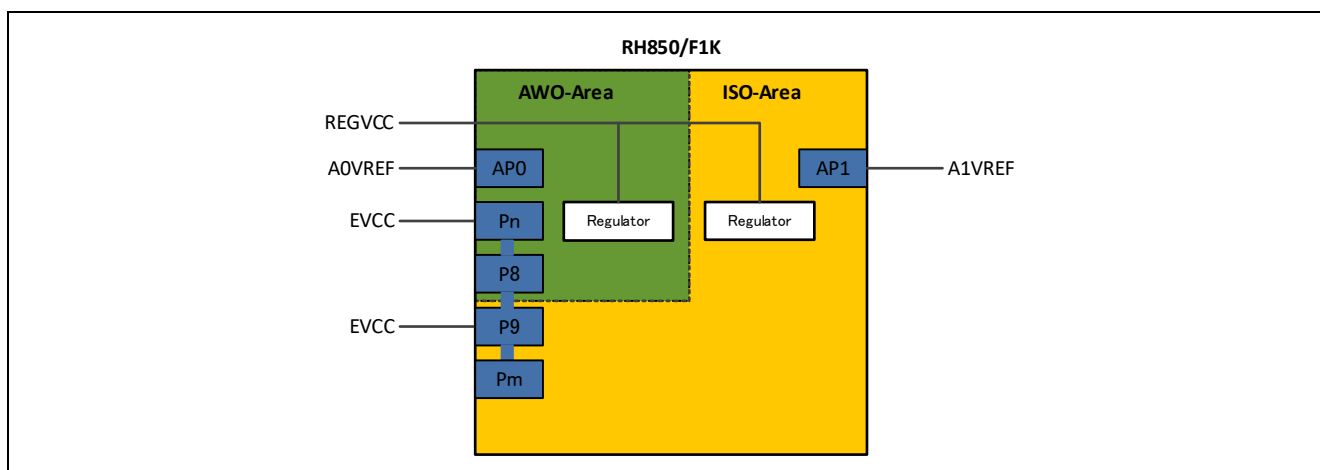 RH850/F1K
AWO-Area
ISO-Area
REGVCC
A0VREF
AP0
AP1
A1VREF
EVCC
Pn
Regulator
Regulator
P8
EVCC
P9
Pm